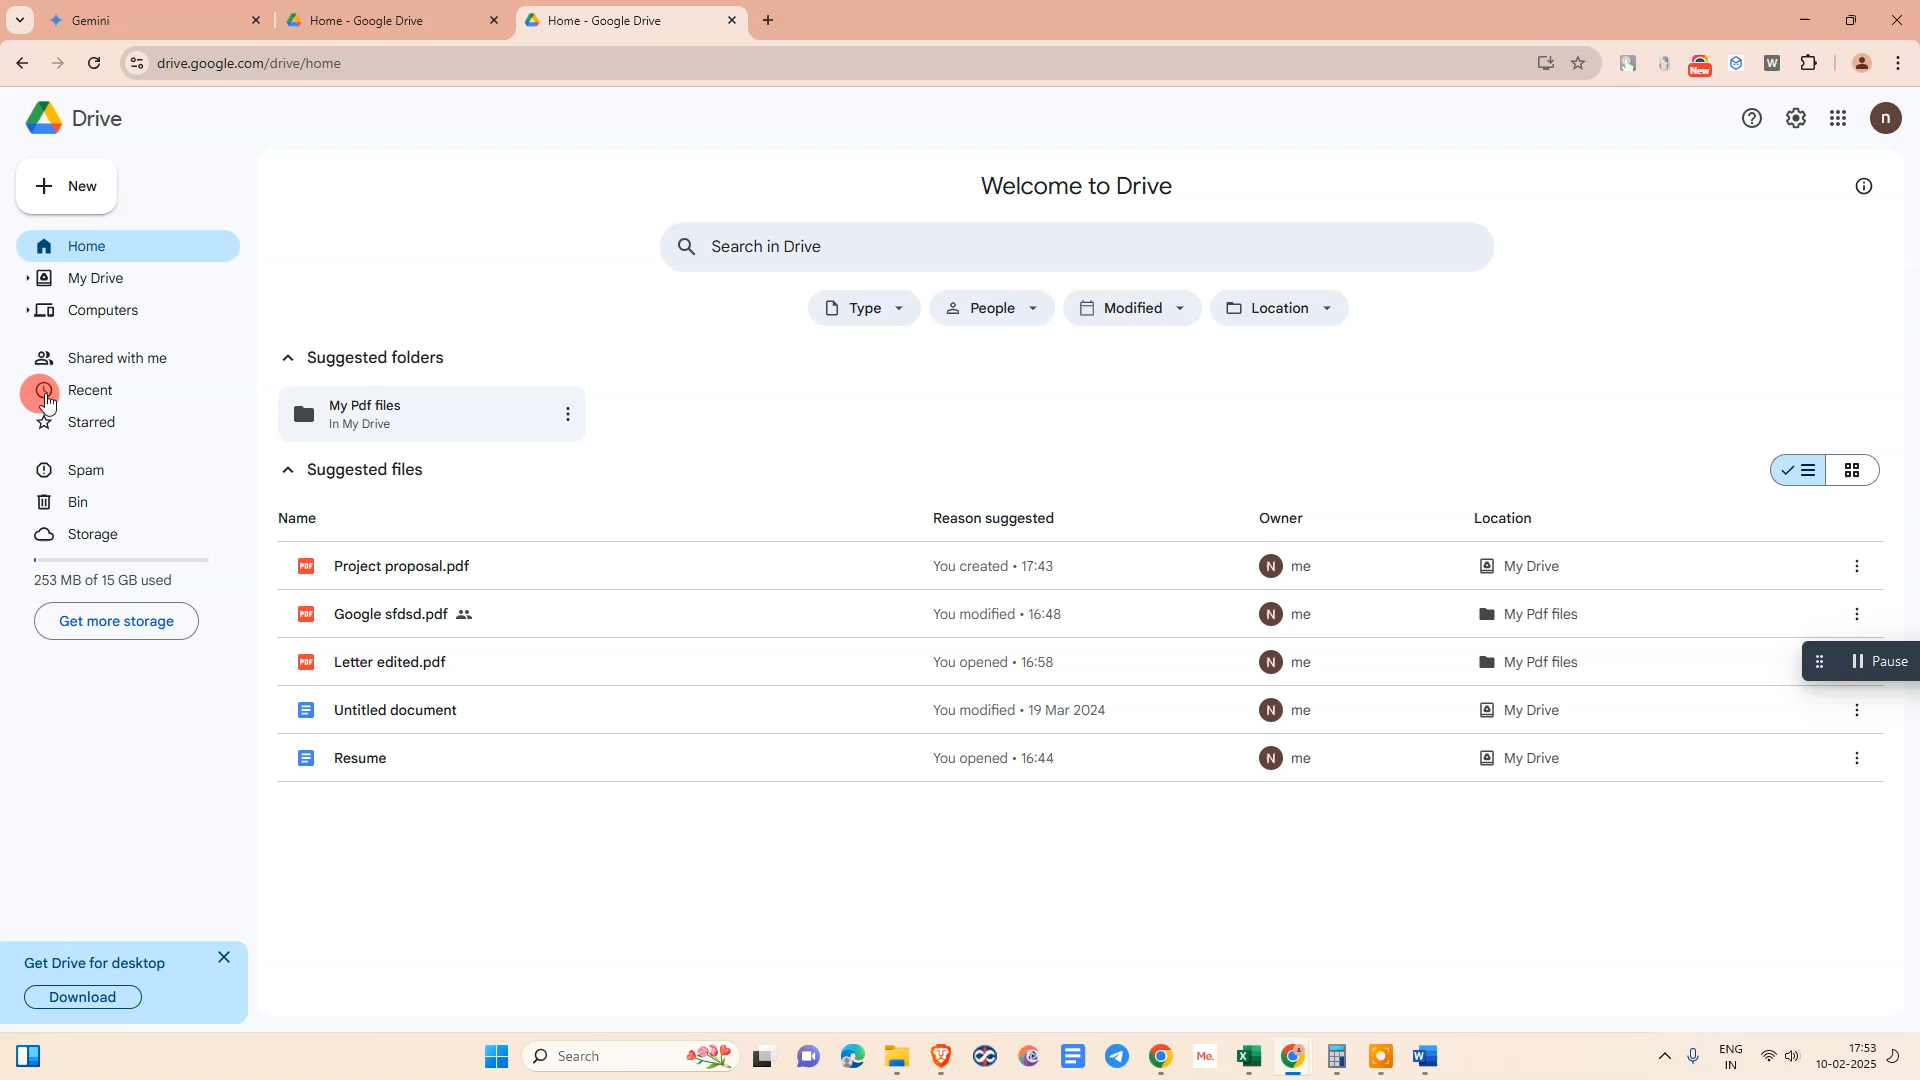 Gemini
Home - Google Drive
Home - Google Drive
drive.google.com/drive/home
New
W
Drive
n
New
Welcome to Drive
Search in Drive
Home
My Drive
Computers
Type
People
Modified
Location
Shared with me
Recent
Starred
Suggested folders
My Pdf files
In My Drive
Spam
Bin
Storage
253 MB of 15 GB used
Get more storage
Suggested files
Name Reason suggested Owner Location
PDF Project proposal.pdf You created • 17:43 N me My Drive
PDF Google sfdsd.pdf You modified • 16:48 N me My Pdf files
PDF Letter edited.pdf You opened • 16:58 N me My Pdf files
Untitled document You modified • 19 Mar 2024 N me My Drive
Resume You opened • 16:44 N me My Drive
Pause
Get Drive for desktop
Download
Search
Me.
ENG
IN
17:53
10-02-2025